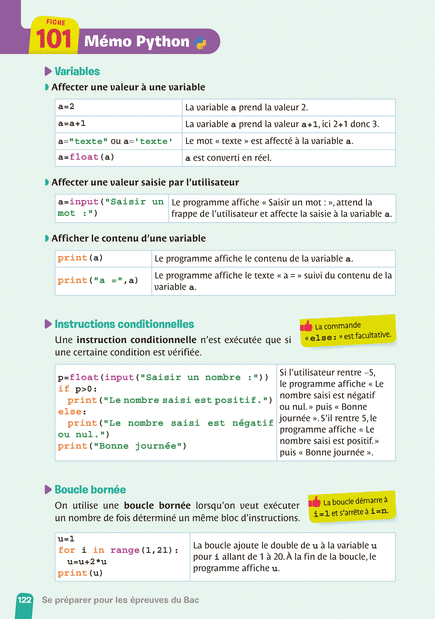 FICHE
101 Mémo Python
Variables
Affecter une valeur à une variable
a=2 La variable a prend la valeur 2.
a=a+1 La variable a prend la valeur a+1, ici 2+1 donc 3.
a="texte" ou a='texte' Le mot « texte » est affecté à la variable a.
a=float(a) a est converti en réel.
Affecter une valeur saisie par l'utilisateur
a=input("Saisir un
mot :")
Le programme affiche « Saisir un mot : », attend la
frappe de l'utilisateur et affecte la saisie à la variable a.
Afficher le contenu d'une variable
print(a) Le programme affiche le contenu de la variable a.
print("a =",a)
Le programme affiche le texte « a = » suivi du contenu de la
variable a.
Instructions conditionnelles
Une instruction conditionnelle n'est exécutée que si
une certaine condition est vérifiée.
La commande
« else: » est facultative.
p=float(input("Saisir un nombre :"))
if p>0:
print("Le nombre saisi est positif.")
else:
print("Le nombre saisi est négatif
ou nul.")
print("Bonne journée")
Si l'utilisateur rentre –5,
le programme affiche « Le
nombre saisi est négatif
ou nul. » puis « Bonne
journée ». S'il rentre 5, le
programme affiche « Le
nombre saisi est positif. »
puis « Bonne journée ».
Boucle bornée
On utilise une boucle bornée lorsqu'on veut exécuter
un nombre de fois déterminé un même bloc d'instructions.
La boucle démarre à
i=1 et s'arrête à i=n.
u=1
for i in range(1,21):
u=u+2*u
print(u)
La boucle ajoute le double de u à la variable u
pour i allant de 1 à 20. À la fin de la boucle, le
programme affiche u.
122 Se préparer pour les épreuves du Bac